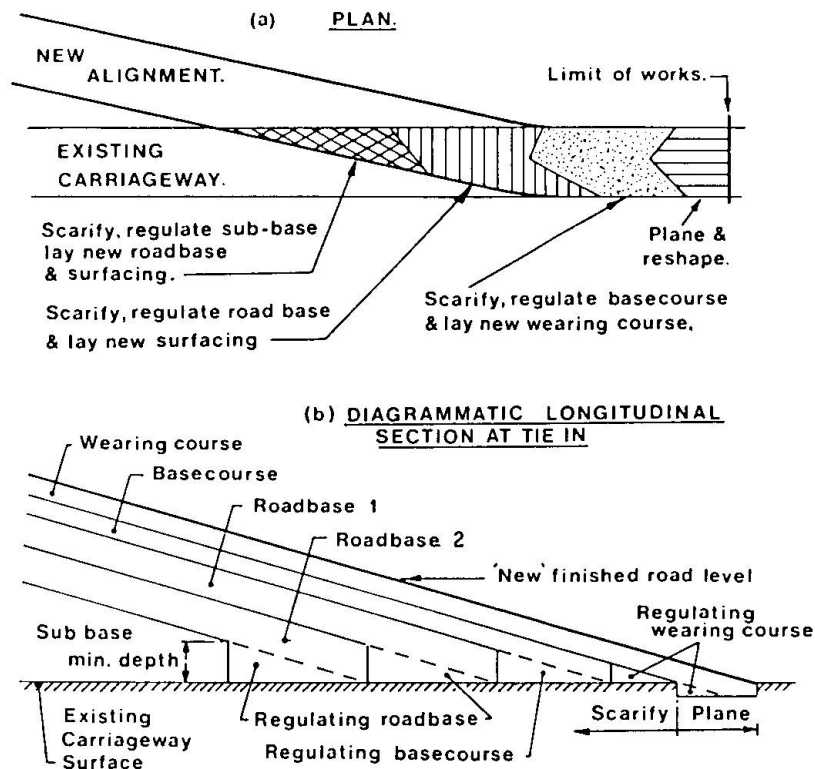 (a) PLAN.
NEW
ALIGNMENT.
Limit of works.
EXISTING
CARRIAGEWAY.
Scarify, regulate sub-base
lay new roadbase
& surfacing.
Plane &
reshape.
Scarify, regulate road base
& lay new surfacing
Scarify, regulate basecourse
& lay new wearing course.
(b) DIAGRAMMATIC LONGITUDINAL
SECTION AT TIE IN
Wearing course
Basecourse
Roadbase 1
Roadbase 2
'New' finished road level
Regulating
wearing course
Sub base
min. depth
Existing
Carriageway
Surface
Regulating roadbase
Regulating basecourse
Scarify
Plane